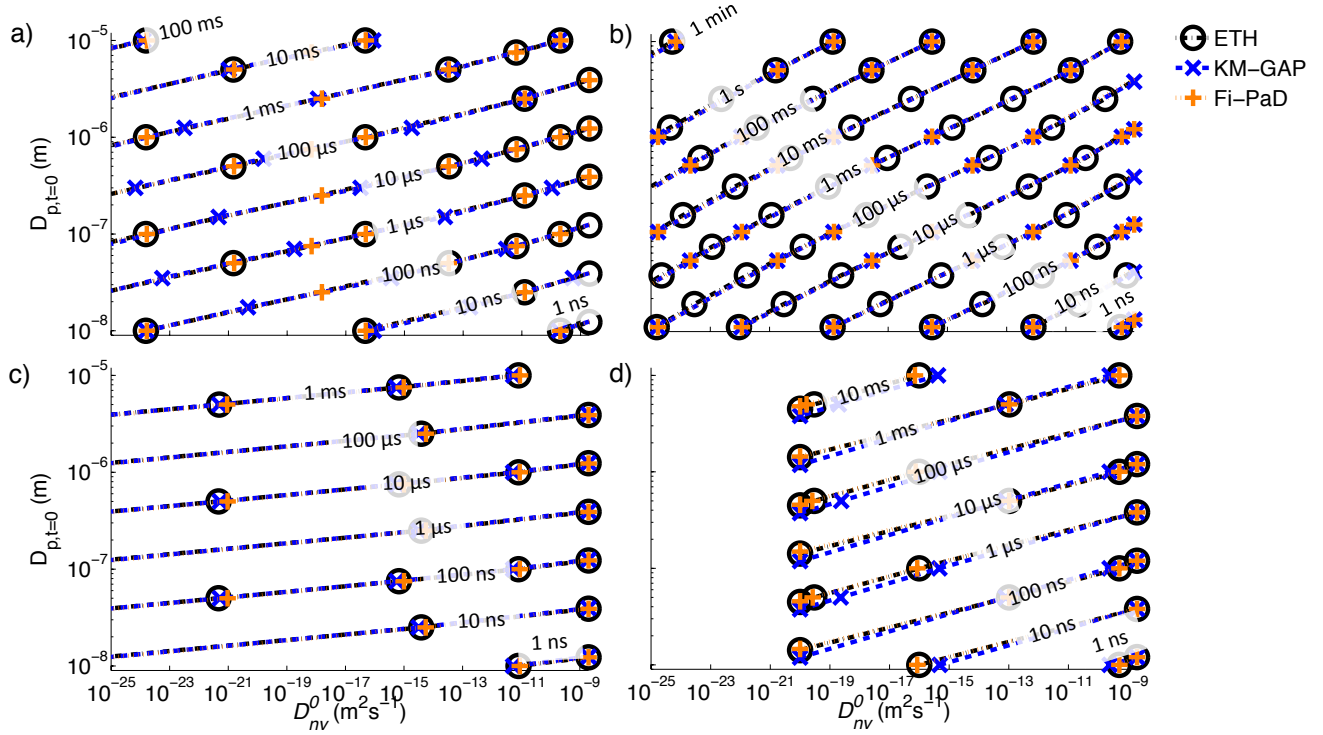 a)
10⁻⁵
10⁻⁶
10⁻⁷
10⁻⁸
D_{p,t=0} (m)
100 ms
10 ms
1 ms
100 µs
10 µs
1 µs
100 ns
10 ns
1 ns
b)
1 min
1 s
100 ms
10 ms
1 ms
100 µs
10 µs
1 µs
100 ns
10 ns
1 ns
ETH
KM−GAP
Fi−PaD
c)
10⁻⁵
10⁻⁶
10⁻⁷
10⁻⁸
D_{p,t=0} (m)
1 ms
100 µs
10 µs
1 µs
100 ns
10 ns
1 ns
10⁻²⁵ 10⁻²³ 10⁻²¹ 10⁻¹⁹ 10⁻¹⁷ 10⁻¹⁵ 10⁻¹³ 10⁻¹¹ 10⁻⁹
D⁰_{nv} (m²s⁻¹)
d)
10 ms
1 ms
100 µs
10 µs
1 µs
100 ns
10 ns
1 ns
10⁻²⁵ 10⁻²³ 10⁻²¹ 10⁻¹⁹ 10⁻¹⁷ 10⁻¹⁵ 10⁻¹³ 10⁻¹¹ 10⁻⁹
D⁰_{nv} (m²s⁻¹)